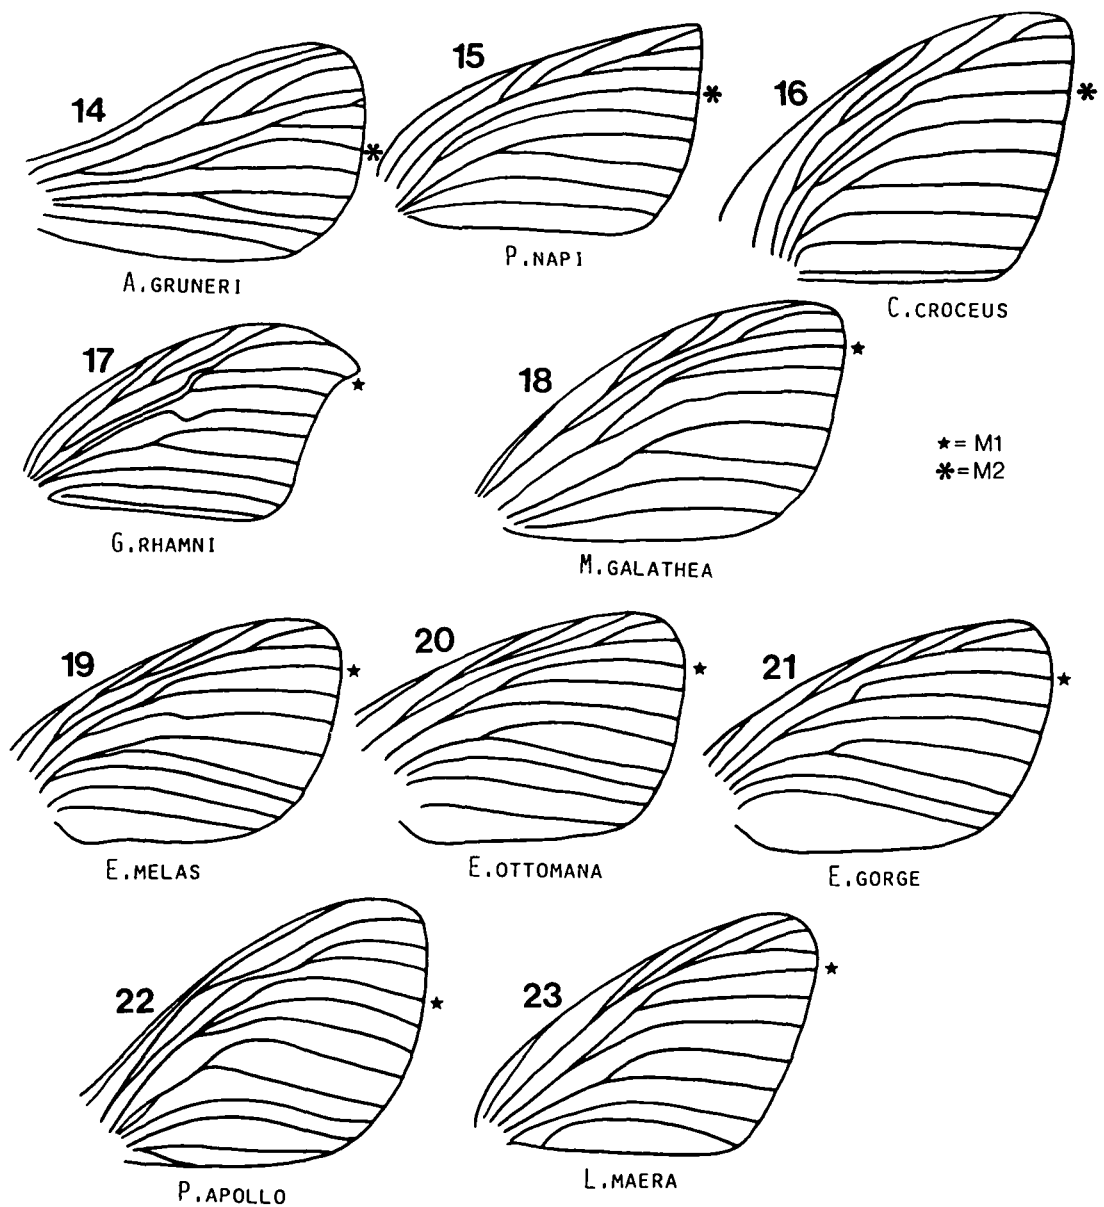 14
A.GRUNERI
15
P.NAPI
16
C.CROCEUS
17
G.RHAMNI
18
M.GALATHEA
★= M1
✱=M2
19
E.MELAS
20
E.OTTOMANA
21
E.GORGE
22
P.APOLLO
23
L.MAERA